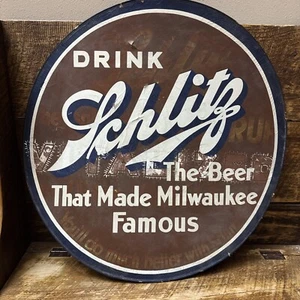 DRINK
Schlitz
The Beer
That Made Milwaukee
Famous